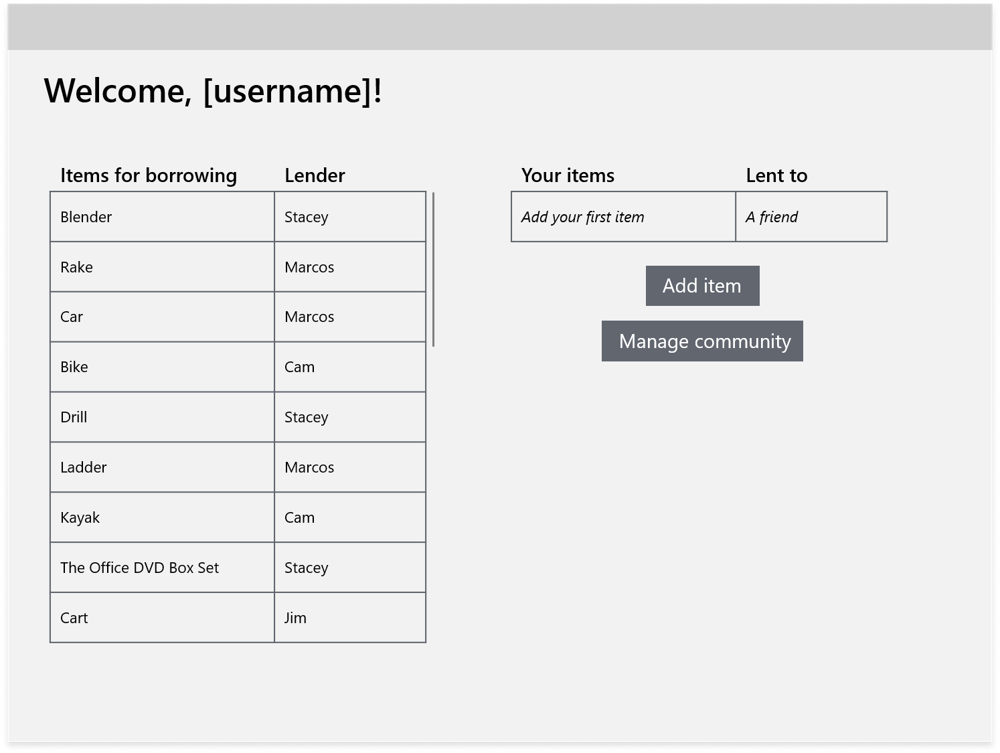 Welcome, [username]!
Items for borrowing Lender
Blender Stacey
Rake Marcos
Car Marcos
Bike Cam
Drill Stacey
Ladder Marcos
Kayak Cam
The Office DVD Box Set Stacey
Cart Jim
Your items Lent to
Add your first item A friend
Add item
Manage community